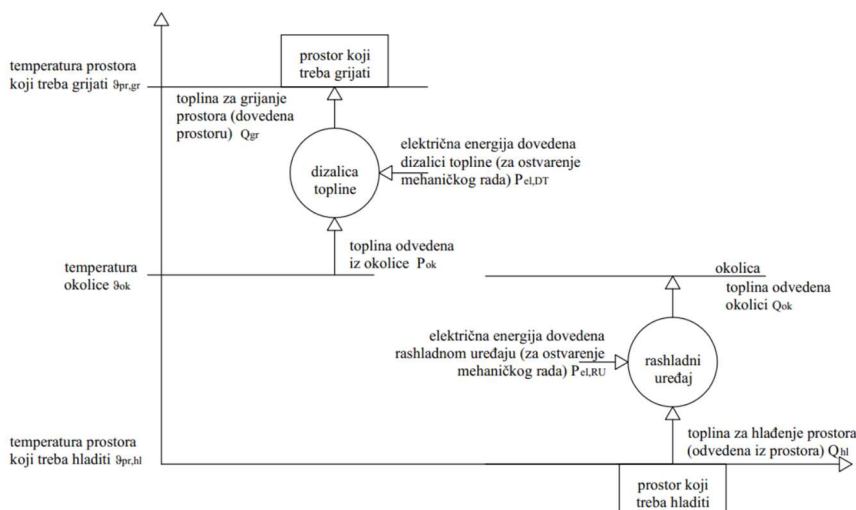 temperatura prostora
koji treba grijati ϑpr,gr
prostor koji
treba grijati
toplina za grijanje
prostora (dovedena
prostoru) Qgr
dizalica
topline
električna energija dovedena
dizalici topline (za ostvarenje
mehaničkog rada) Pel,DT
toplina odvedena
iz okolice Pok
temperatura
okolice ϑok
okolica
toplina odvedena
okolici Qok
električna energija dovedena
rashladnom uređaju (za ostvarenje
mehaničkog rada) Pel,RU
rashladni
uređaj
temperatura prostora
koji treba hladiti ϑpr,hl
toplina za hlađenje prostora
(odvedena iz prostora) Qhl
prostor koji
treba hladiti